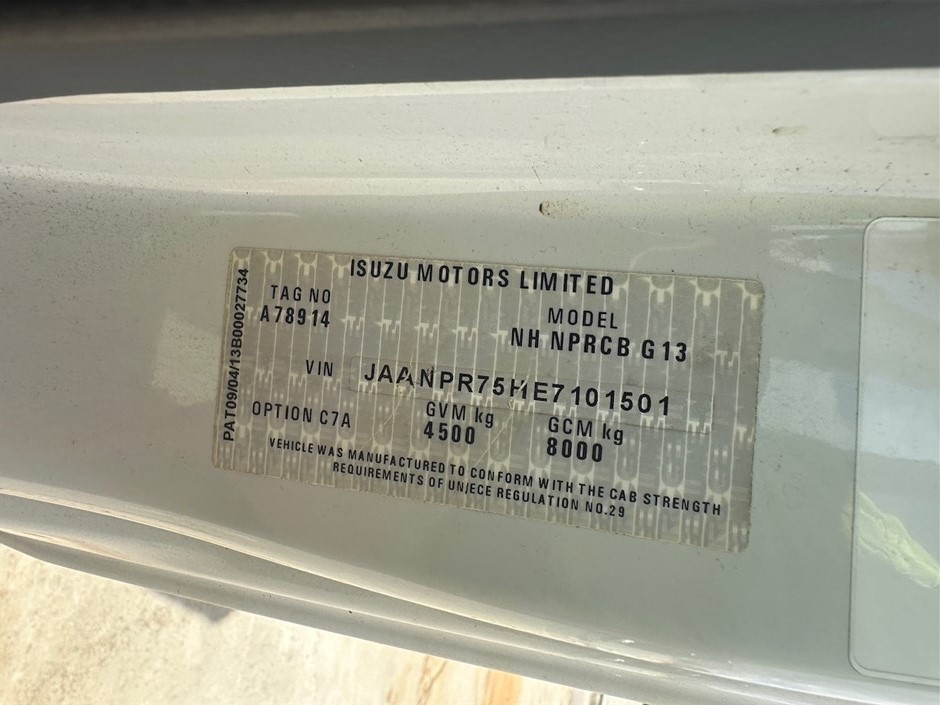 ISUZU MOTORS LIMITED
TAG NO
A78914
MODEL
NH NPRCB G13
VIN JAANPR75HE7101501
OPTION C7A
GVM kg
4500
GCM kg
8000
VEHICLE WAS MANUFACTURED TO CONFORM WITH THE CAB STRENGTH
REQUIREMENTS OF UN/ECE REGULATION NO.29
PAT09/04/13B00027734